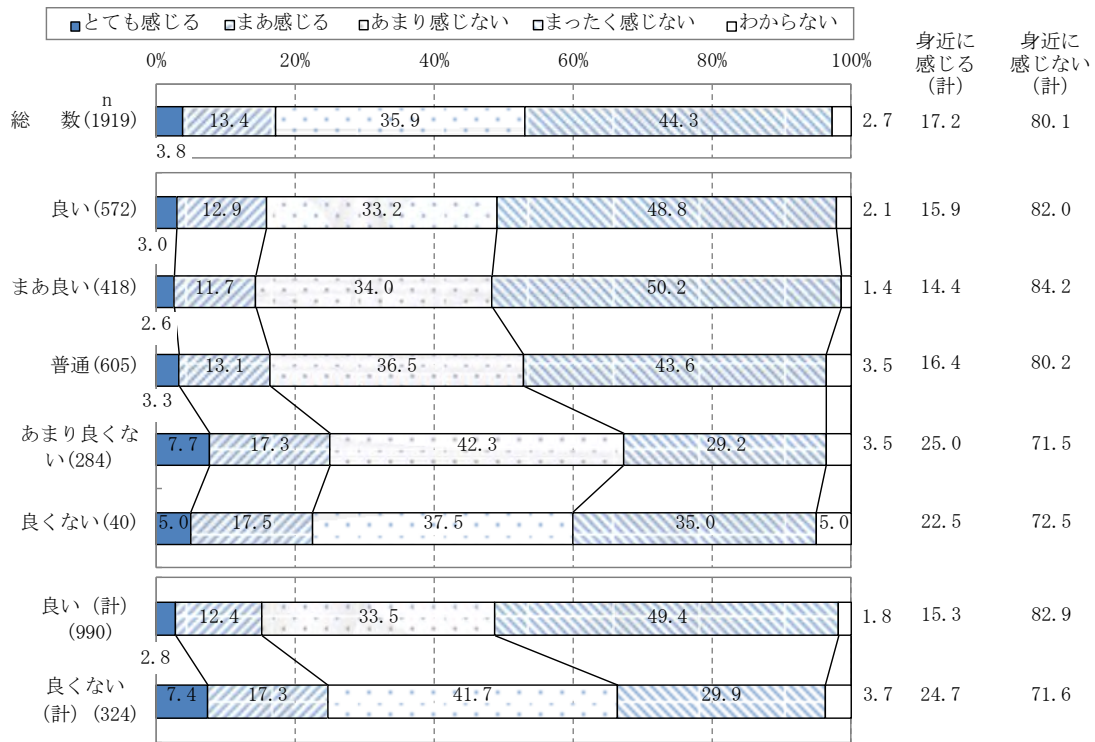 ■とても感じる □まあ感じる □あまり感じない □まったく感じない □わからない
身近に感じる(計) 身近に感じない(計)
0% 20% 40% 60% 80% 100%
n
総 数(1919) 13.4 35.9 44.3 2.7 17.2 80.1
3.8
良い(572) 12.9 33.2 48.8 2.1 15.9 82.0
3.0
まあ良い(418) 11.7 34.0 50.2 1.4 14.4 84.2
2.6
普通(605) 13.1 36.5 43.6 3.5 16.4 80.2
3.3
あまり良くな
い(284) 7.7 17.3 42.3 29.2 3.5 25.0 71.5
良くない(40) 5.0 17.5 37.5 35.0 5.0 22.5 72.5
良い(計)
(990) 12.4 33.5 49.4 1.8 15.3 82.9
2.8
良くない
(計)(324) 7.4 17.3 41.7 29.9 3.7 24.7 71.6